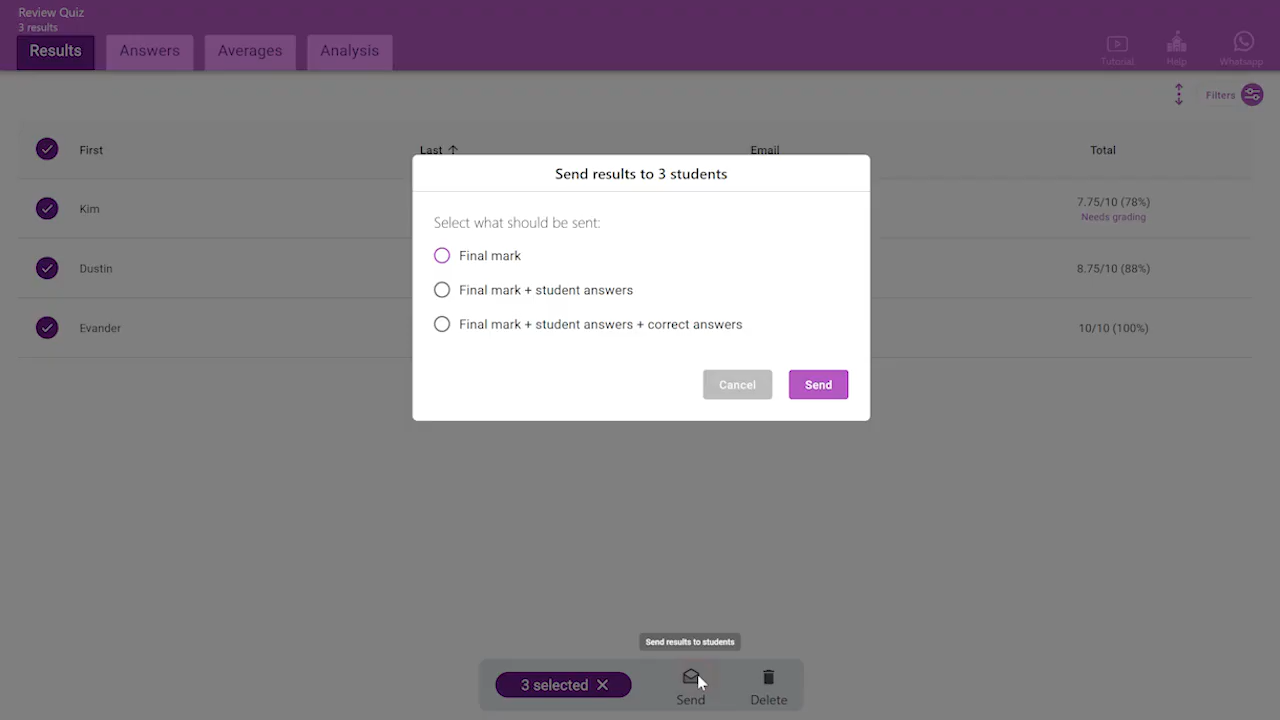 Review Quiz
3 results
Results
Answers
Averages
Analysis
Tutorial
Help
Whatsapp
Filters
First
Last
Email
Total
Kim
7.75/10 (78%)
Needs grading
Dustin
8.75/10 (88%)
Evander
10/10 (100%)
Send results to 3 students
Select what should be sent:
Final mark
Final mark + student answers
Final mark + student answers + correct answers
Cancel
Send
Send results to students
3 selected
Send
Delete